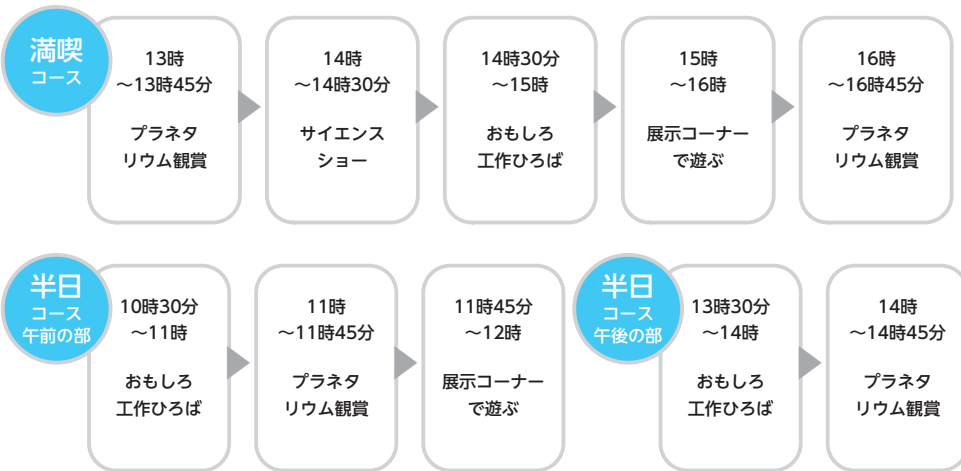 満喫
コース
13時
～13時45分
プラネタ
リウム観賞
14時
～14時30分
サイエンス
ショー
14時30分
～15時
おもしろ
工作ひろば
15時
～16時
展示コーナー
で遊ぶ
16時
～16時45分
プラネタ
リウム観賞
半日
コース
午前の部
10時30分
～11時
おもしろ
工作ひろば
11時
～11時45分
プラネタ
リウム観賞
11時45分
～12時
展示コーナー
で遊ぶ
半日
コース
午後の部
13時30分
～14時
おもしろ
工作ひろば
14時
～14時45分
プラネタ
リウム観賞